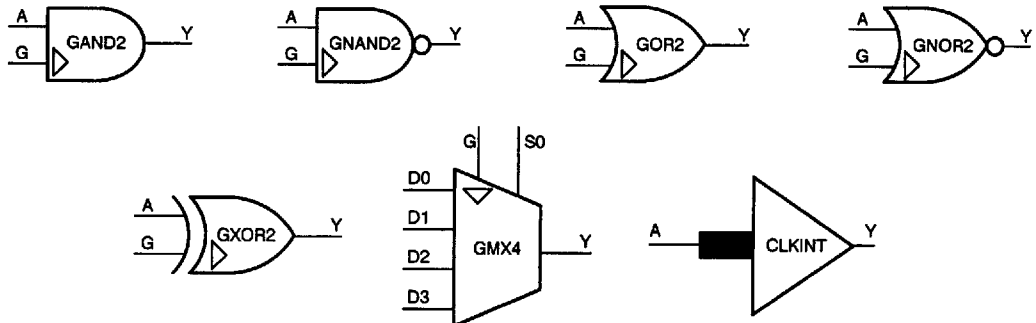 A GAND2 Y
G
A GNAND2 Y
G
A GOR2 Y
G
A GNOR2 Y
G
A GXOR2 Y
G
G S0
D0
D1
D2 GMX4 Y
D3
A CLKINT Y